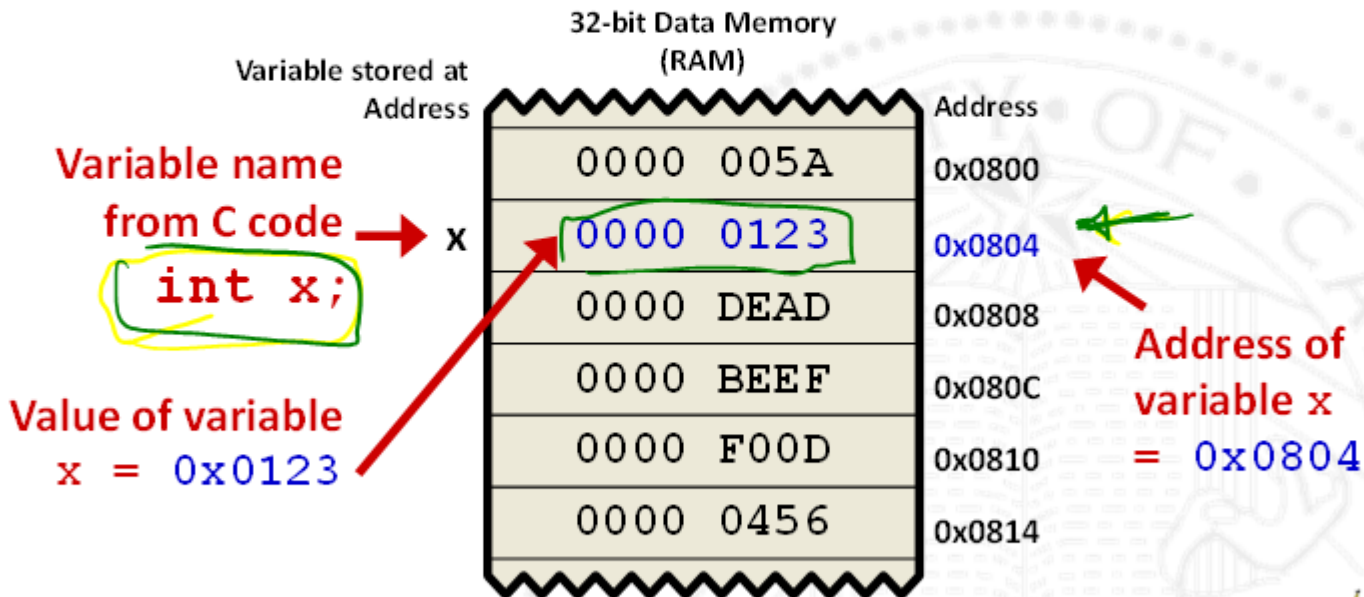 32-bit Data Memory
(RAM)
Variable stored at
Address
Address
Variable name
from C code
int x;
x
Value of variable
x = 0x0123
0000 005A
0x0800
0000 0123
0x0804
0000 DEAD
0x0808
0000 BEEF
0x080C
0000 F00D
0x0810
0000 0456
0x0814
Address of
variable x
= 0x0804